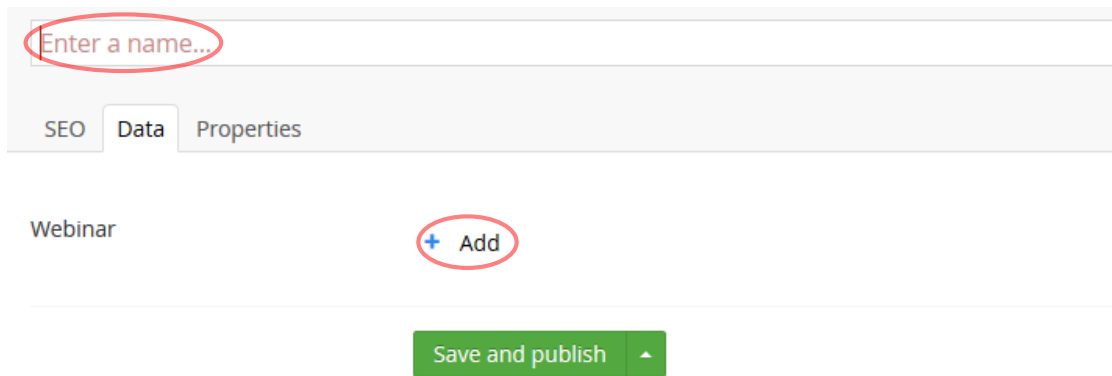 Enter a name...
SEO Data Properties
Webinar
+ Add
Save and publish